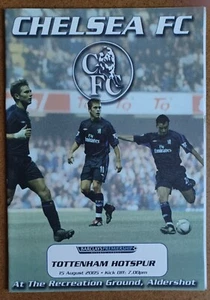 CHELSEA FC
CFC
BARCLAYS PREMIERSHIP
TOTTENHAM HOTSPUR
15 August 2005 • Kick Off: 7.00pm
At The Recreation Ground, Aldershot